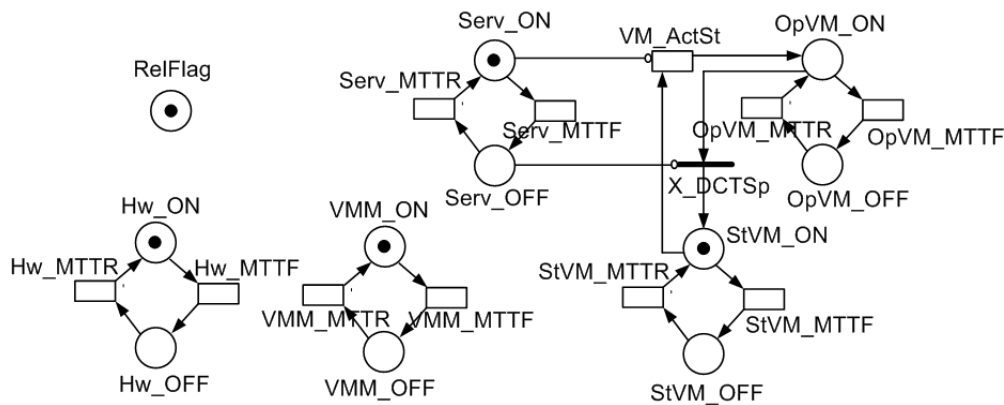 Serv_ON
OpVM_ON
VM_ActSt
RelFlag
Serv_MTTR
Serv_MTTF
OpVM_MTTR
OpVM_MTTF
X_DCTSp
Serv_OFF
OpVM_OFF
Hw_ON
VMM_ON
StVM_ON
Hw_MTTR
Hw_MTTF
StVM_MTTR
VMM_MTTR
VMM_MTTF
StVM_MTTF
Hw_OFF
VMM_OFF
StVM_OFF